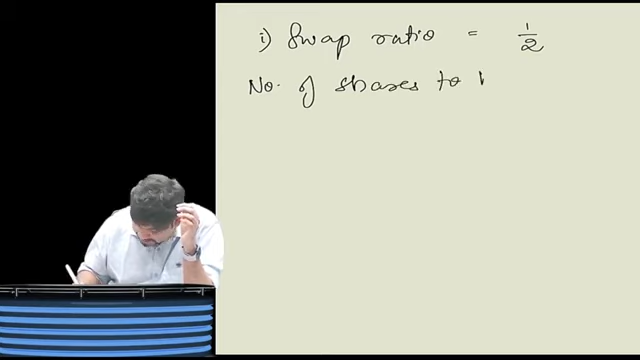 i) Swap ratio = 1/2
No. of shares to